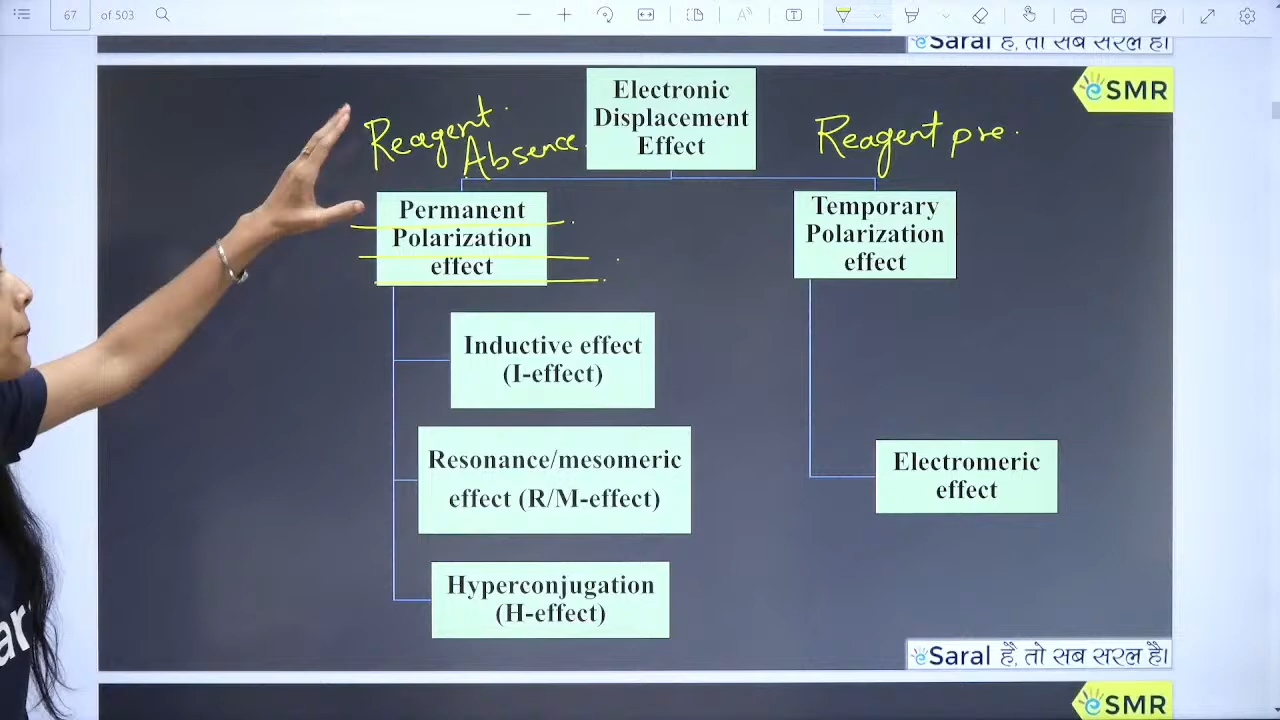 67 of 503
eSaral है, तो सब सरल है।
eSMR
Electronic
Displacement
Effect
Reagent
Absence
Reagent pre.
Permanent
Polarization
effect
Temporary
Polarization
effect
Inductive effect
(I-effect)
Resonance/mesomeric
effect (R/M-effect)
Electromeric
effect
Hyperconjugation
(H-effect)
eSaral है, तो सब सरल है।
eSMR